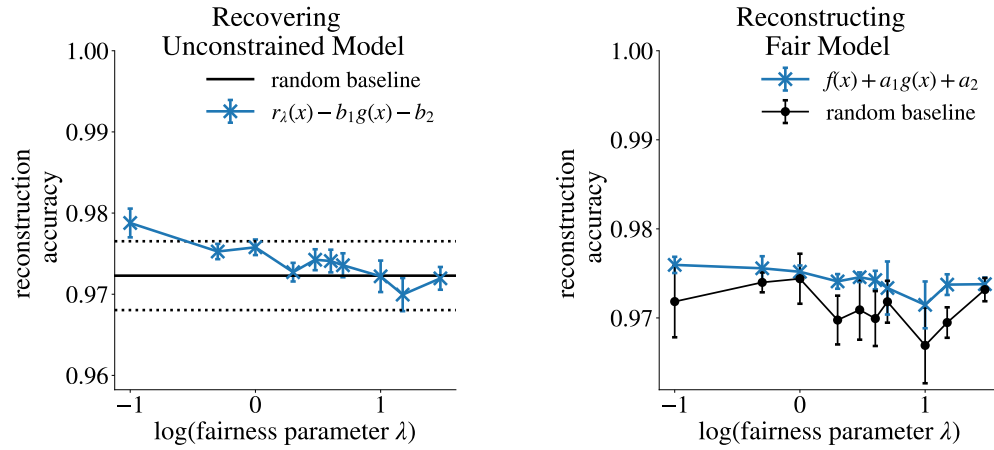 Recovering
Unconstrained Model
1.00
0.99
0.98
0.97
0.96
reconstruction
accuracy
random baseline
r_λ(x) − b₁g(x) − b₂
−1
0
1
log(fairness parameter λ)
Reconstructing
Fair Model
1.00
0.99
0.98
0.97
reconstruction
accuracy
f(x) + a₁g(x) + a₂
random baseline
−1
0
1
log(fairness parameter λ)